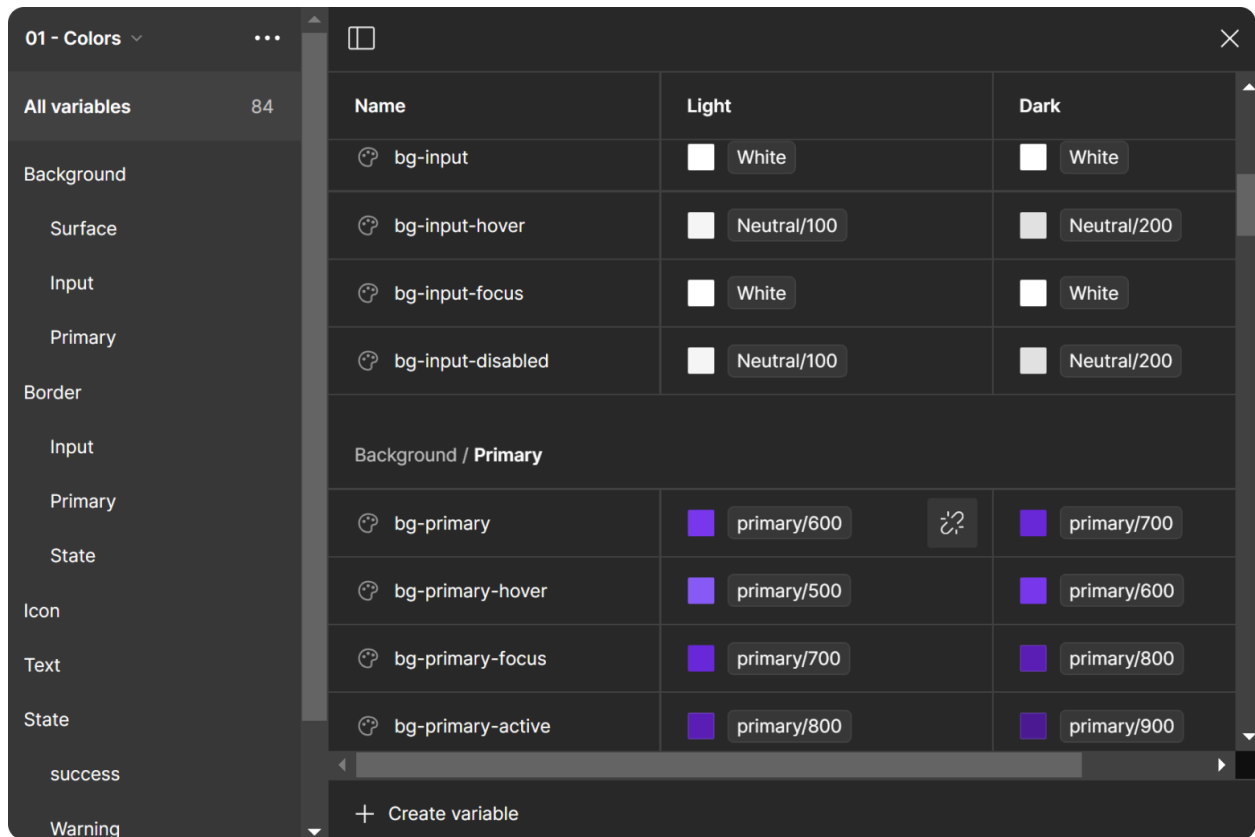 01 - Colors
All variables 84
Background
Surface
Input
Primary
Border
Input
Primary
State
Icon
Text
State
success
Warning
Name Light Dark
bg-input White White
bg-input-hover Neutral/100 Neutral/200
bg-input-focus White White
bg-input-disabled Neutral/100 Neutral/200
Background / Primary
bg-primary primary/600 primary/700
bg-primary-hover primary/500 primary/600
bg-primary-focus primary/700 primary/800
bg-primary-active primary/800 primary/900
Create variable